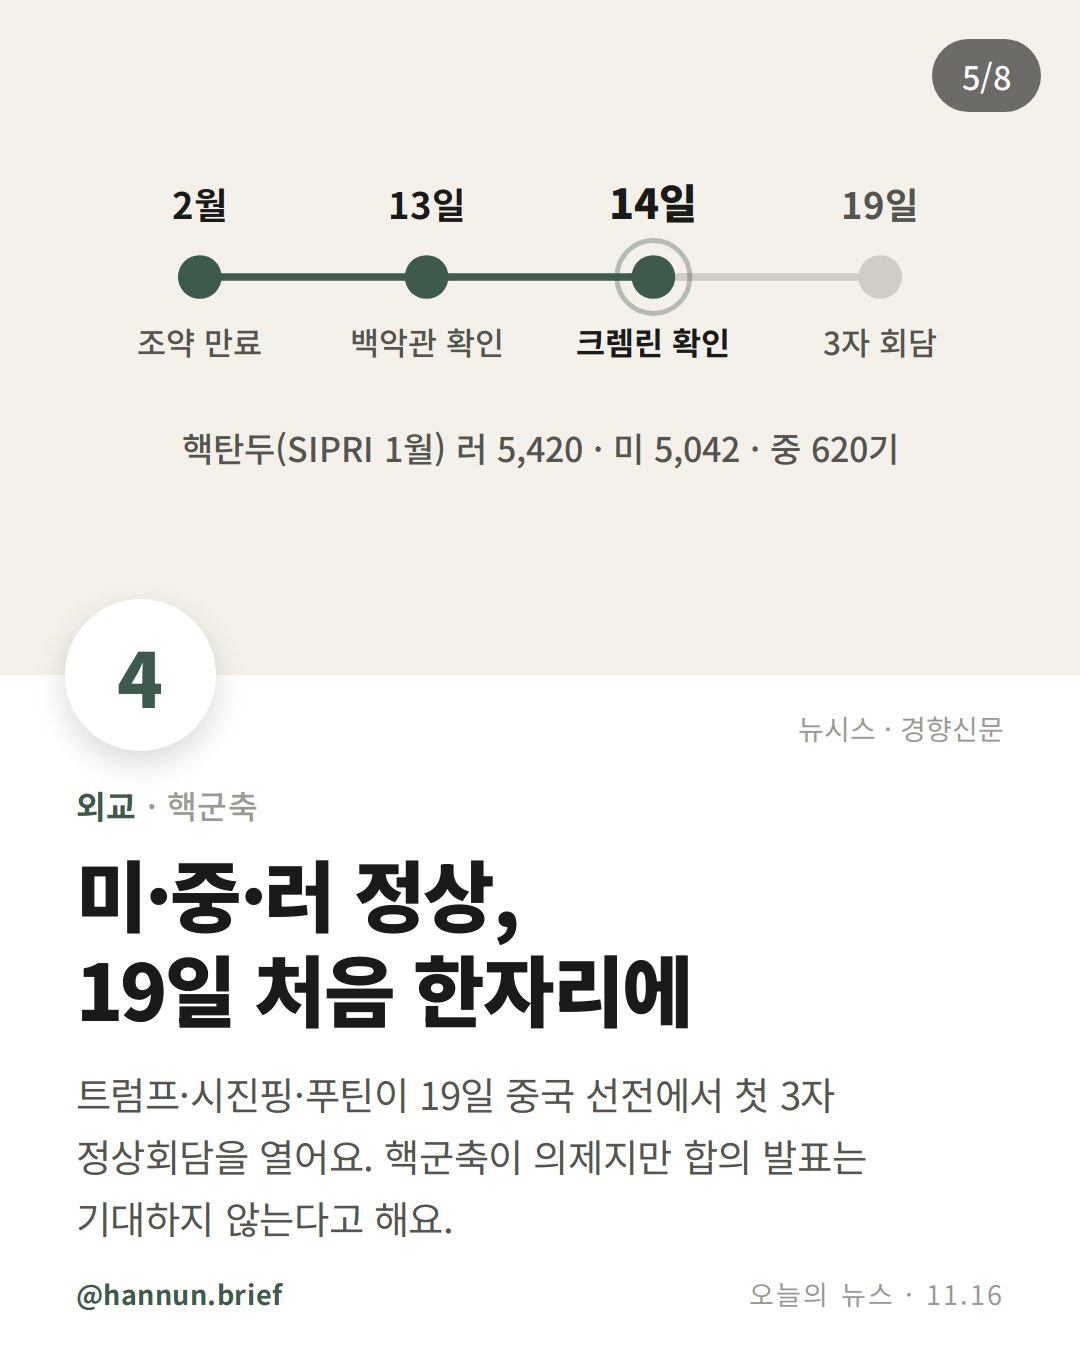 5/8
2월 13일 14일 19일
조약 만료 백악관 확인 크렘린 확인 3자 회담
핵탄두(SIPRI 1월) 러 5,420 · 미 5,042 · 중 620기
4
뉴시스 · 경향신문
외교 · 핵군축
미·중·러 정상,
19일 처음 한자리에
트럼프·시진핑·푸틴이 19일 중국 선전에서 첫 3자
정상회담을 열어요. 핵군축이 의제지만 합의 발표는
기대하지 않는다고 해요.
@hannun.brief
오늘의 뉴스 · 11.16